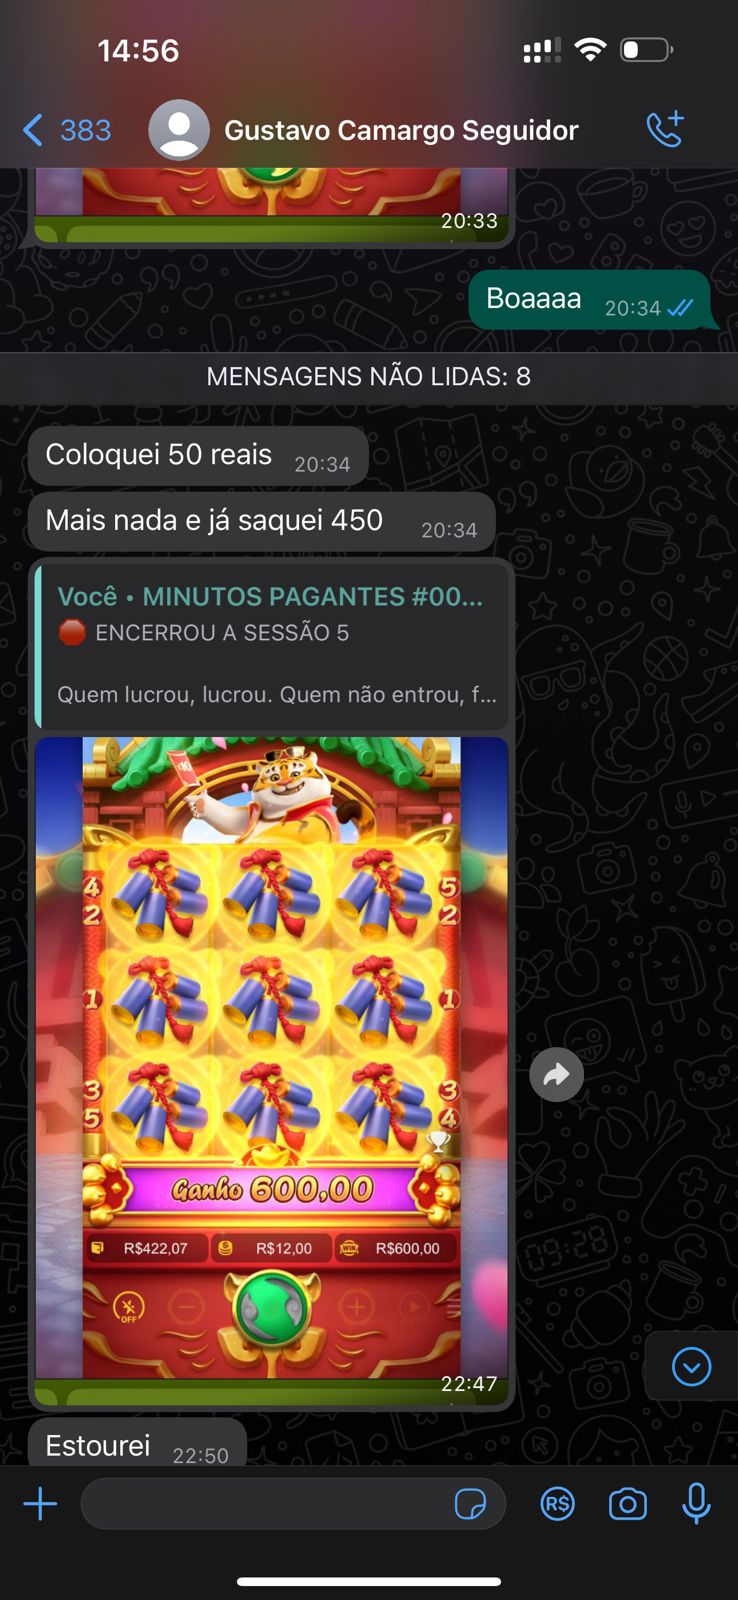 14:56
383
Gustavo Camargo Seguidor
20:33
Boaaaa 20:34
MENSAGENS NÃO LIDAS: 8
Coloquei 50 reais 20:34
Mais nada e já saquei 450 20:34
Você • MINUTOS PAGANTES #00...
ENCERROU A SESSÃO 5
Quem lucrou, lucrou. Quem não entrou, f...
4 5
2 2
1 1
3 3
5 4
Ganho 600,00
R$422,07 R$12,00 WIN R$600,00
OFF
22:47
Estourei 22:50
R$